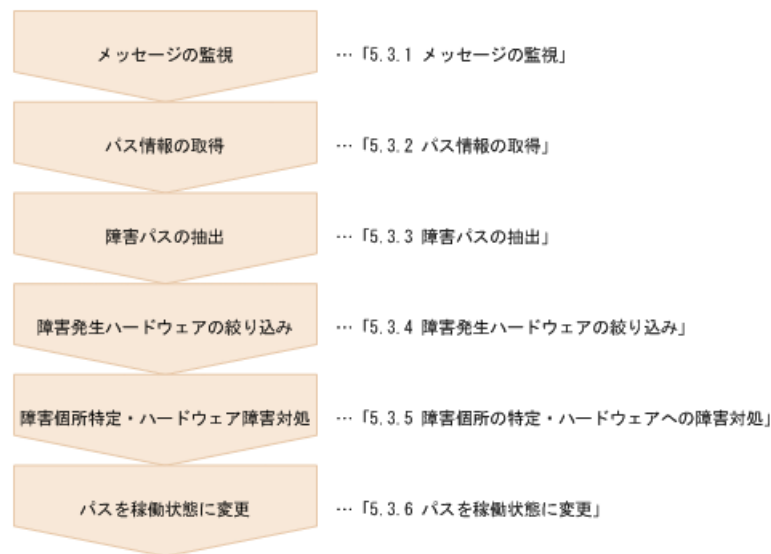 メッセージの監視 … 「5.3.1 メッセージの監視」
パス情報の取得 … 「5.3.2 パス情報の取得」
障害パスの抽出 … 「5.3.3 障害パスの抽出」
障害発生ハードウェアの絞り込み … 「5.3.4 障害発生ハードウェアの絞り込み」
障害個所特定・ハードウェア障害対処 … 「5.3.5 障害個所の特定・ハードウェアへの障害対処」
パスを稼働状態に変更 … 「5.3.6 パスを稼働状態に変更」